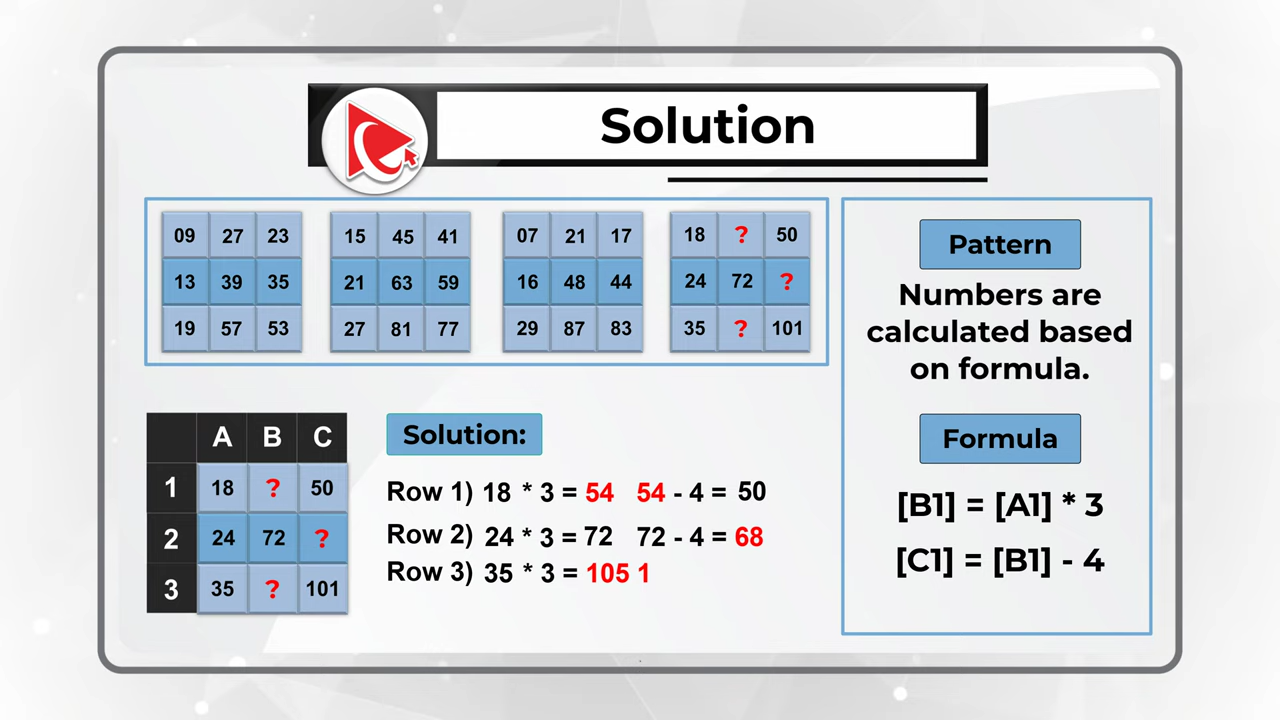 Solution
09 27 23
13 39 35
19 57 53
15 45 41
21 63 59
27 81 77
07 21 17
16 48 44
29 87 83
18 ? 50
24 72 ?
35 ? 101
Pattern
Numbers are
calculated based
on formula.
Formula
[B1] = [A1] * 3
[C1] = [B1] - 4
A B C
1 18 ? 50
2 24 72 ?
3 35 ? 101
Solution:
Row 1) 18 * 3 = 54 54 - 4 = 50
Row 2) 24 * 3 = 72 72 - 4 = 68
Row 3) 35 * 3 = 105 1